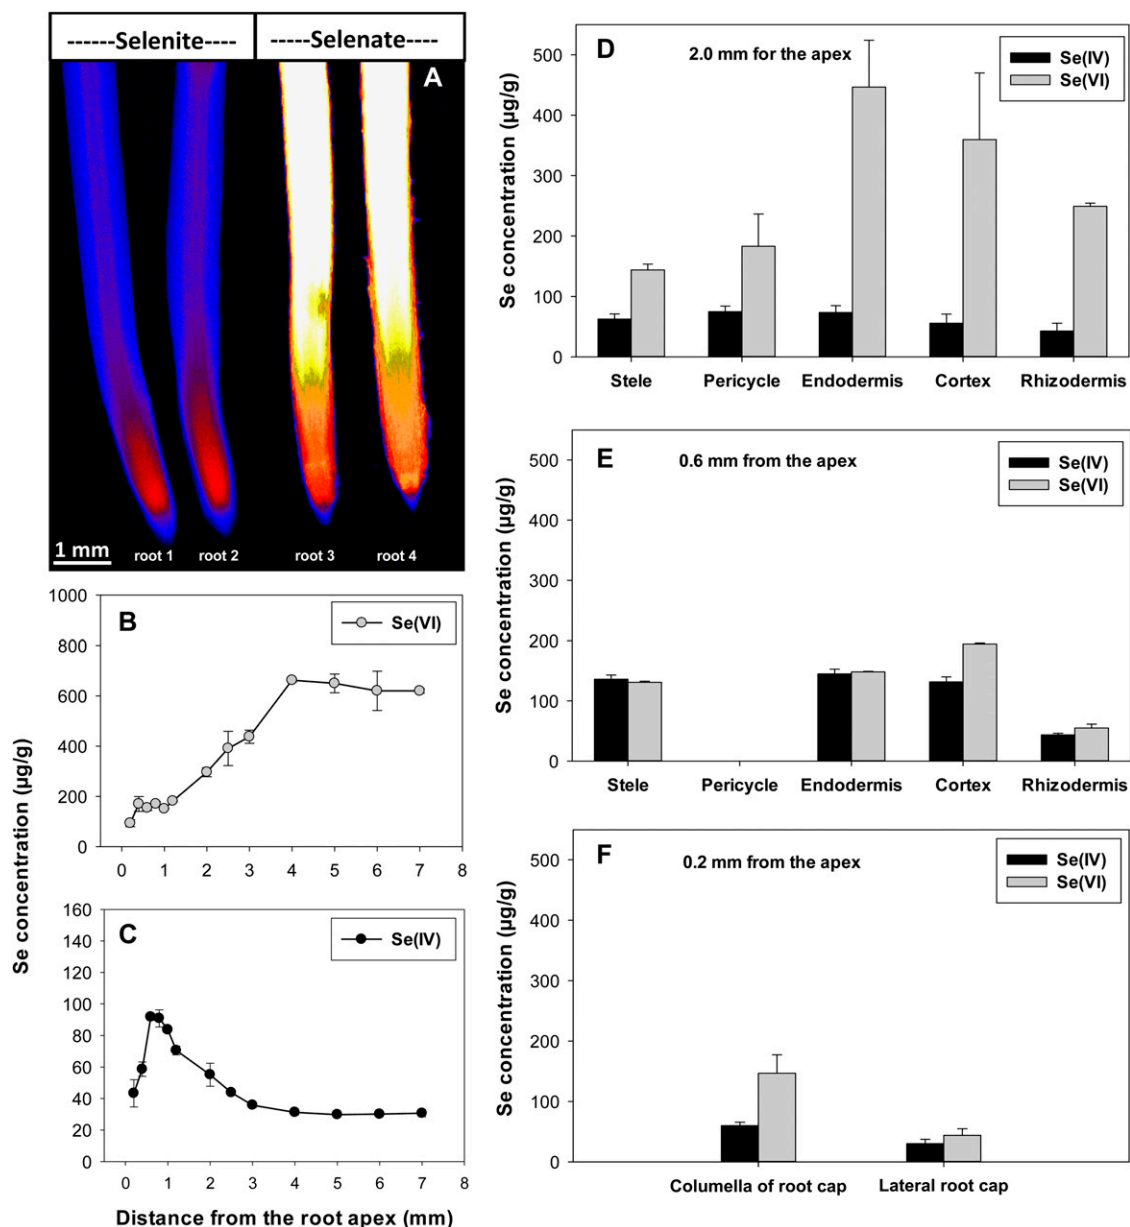 ------Selenite----
-----Selenate----
A
1 mm
root 1
root 2
root 3
root 4
B
Se(VI)
1000
800
600
400
200
0
0 1 2 3 4 5 6 7 8
C
Se(IV)
160
140
120
100
80
60
40
20
0
0 1 2 3 4 5 6 7 8
Se concentration (µg/g)
Distance from the root apex (mm)
D
2.0 mm for the apex
Se(IV)
Se(VI)
Se concentration (µg/g)
500
400
300
200
100
0
Stele Pericycle Endodermis Cortex Rhizodermis
E
0.6 mm from the apex
Se(IV)
Se(VI)
Se concentration (µg/g)
500
400
300
200
100
0
Stele Pericycle Endodermis Cortex Rhizodermis
F
0.2 mm from the apex
Se(IV)
Se(VI)
Se concentration (µg/g)
500
400
300
200
100
0
Columella of root cap Lateral root cap